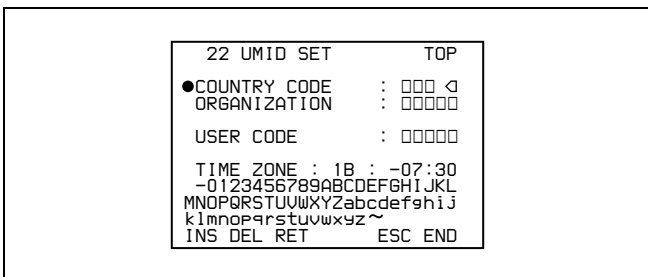 22 UMID SET TOP
●COUNTRY CODE : □□□ ◁
ORGANIZATION : □□□□□
USER CODE : □□□□□
TIME ZONE : 1B : -07:30
-0123456789ABCDEFGHIJKL
MNOPQRSTUVWXYZabcdefghij
klmnopqrstuvwxyz~
INS DEL RET ESC END